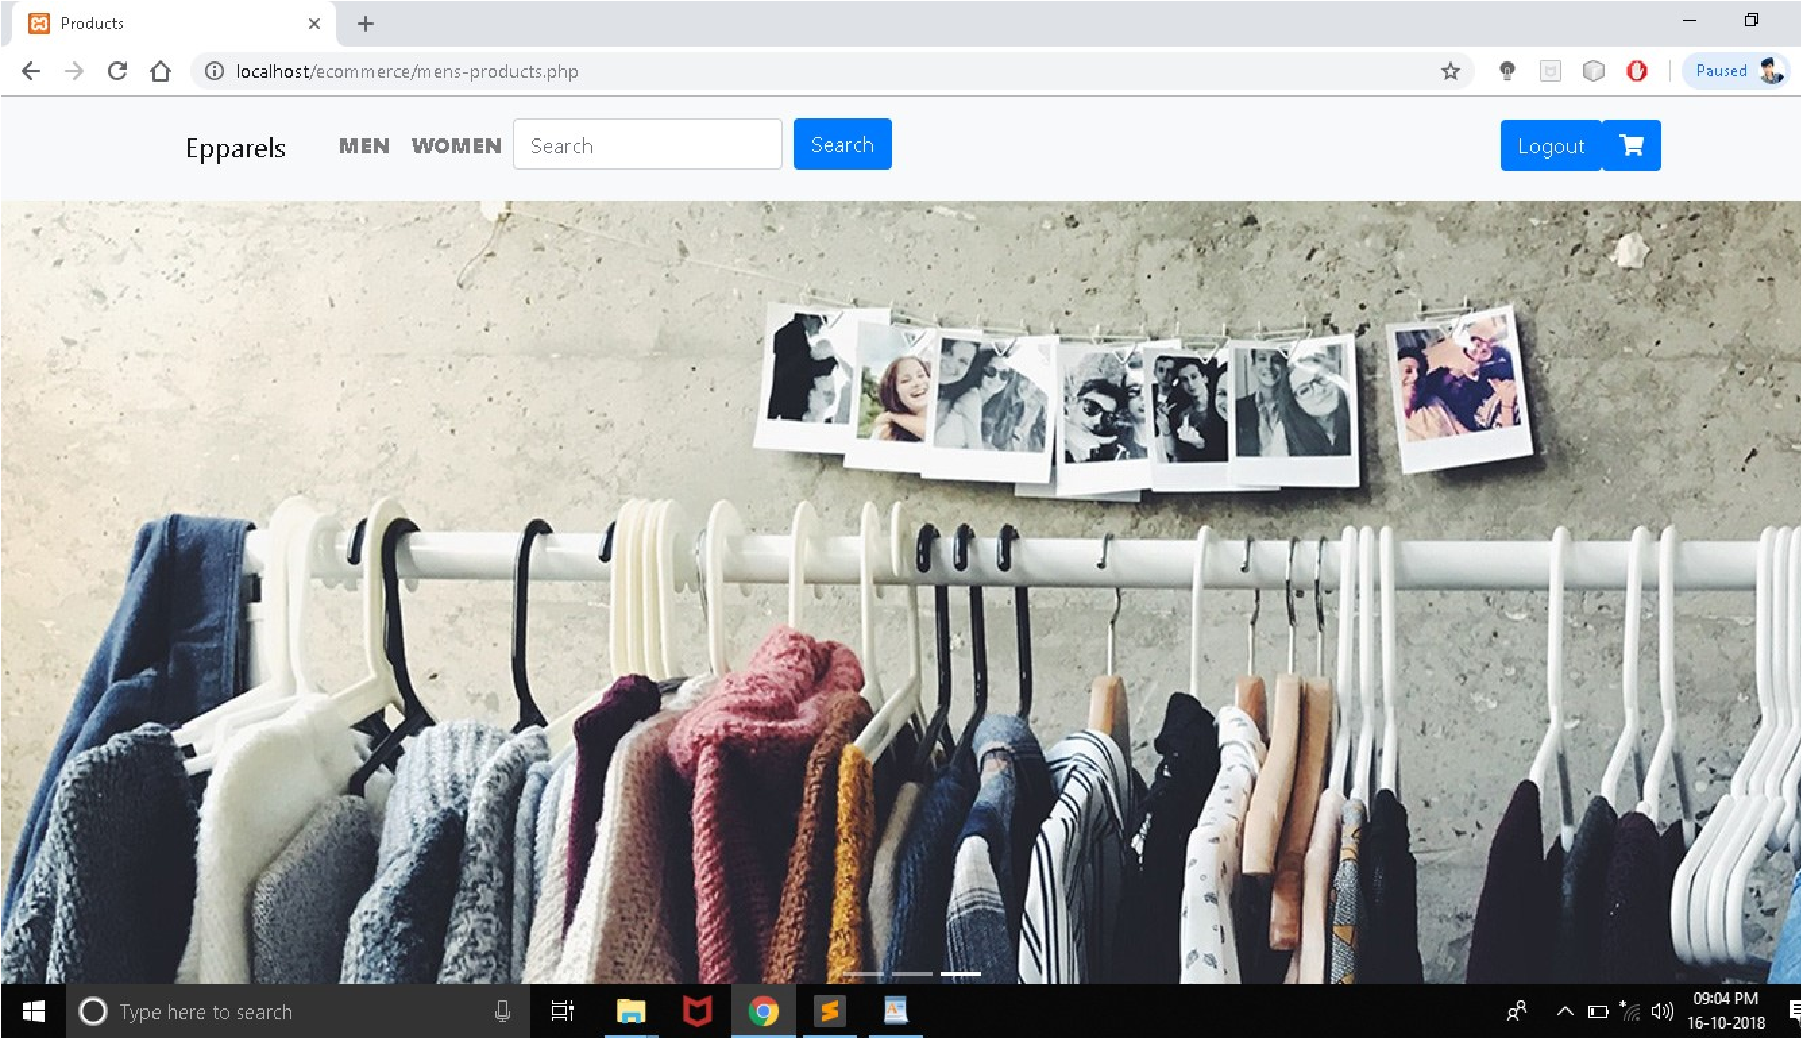 Products
localhost/ecommerce/mens-products.php
Paused
Epparels
MEN
WOMEN
Search
Search
Logout
Type here to search
09:04 PM
16-10-2018